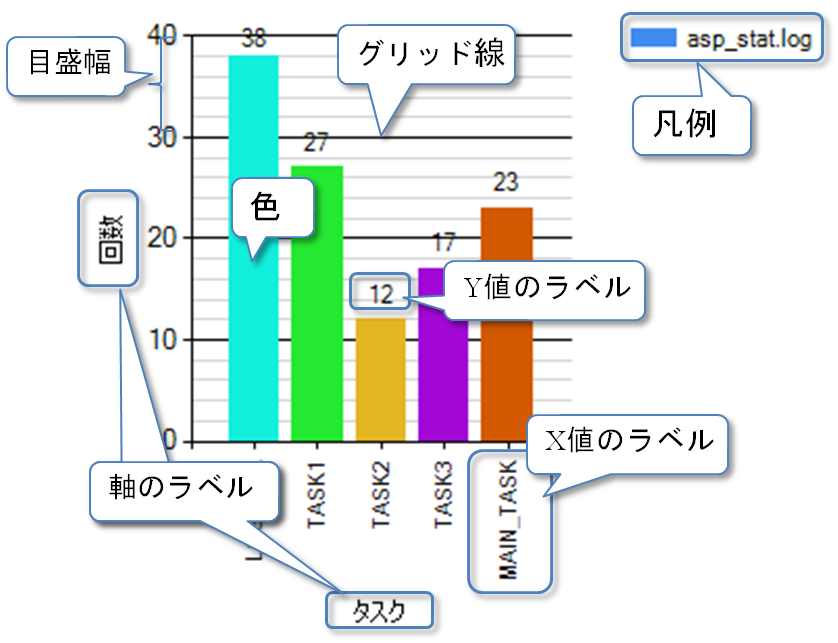 40
38
グリッド線
asp_stat.log
目盛幅
凡例
30
27
色
23
回数
20
17
Y値のラベル
12
10
0
X値のラベル
軸のラベル
TASK1
TASK2
TASK3
MAIN_TASK
タスク